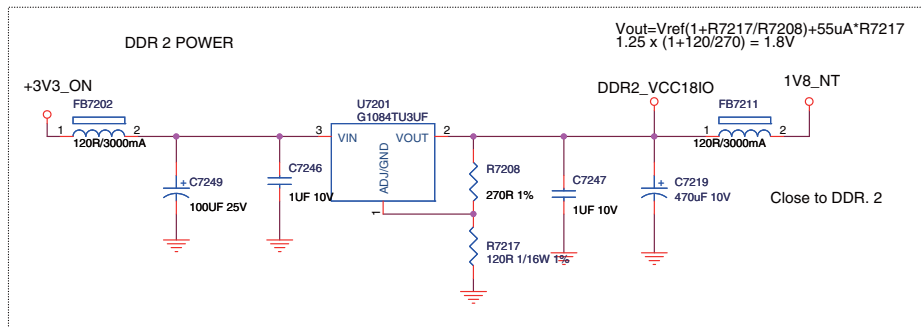 DDR 2 POWER
Vout=Vref(1+R7217/R7208)+55uA*R7217
1.25 x (1+120/270) = 1.8V
+3V3_ON
FB7202
1 2
120R/3000mA
C7249
100UF 25V
C7246
1UF 10V
U7201
G1084TU3UF
3 VIN VOUT 2
ADJ/GND
1
R7208
270R 1%
R7217
120R 1/16W 1%
C7247
1UF 10V
DDR2_VCC18IO
C7219
470uF 10V
FB7211
1 2
120R/3000mA
1V8_NT
Close to DDR. 2